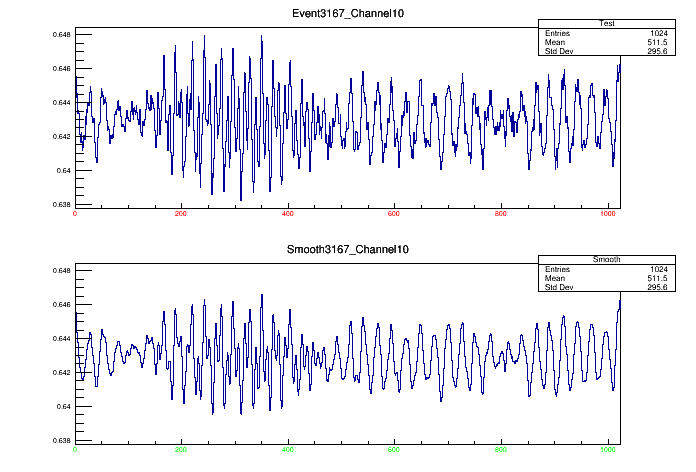 Event3167_Channel10
Test
Entries 1024
Mean 511.5
Std Dev 295.6
0.648
0.646
0.644
0.642
0.64
0.638
0 200 400 600 800 1000
Smooth3167_Channel10
Smooth
Entries 1024
Mean 511.5
Std Dev 295.6
0.648
0.646
0.644
0.642
0.64
0.638
0 200 400 600 800 1000